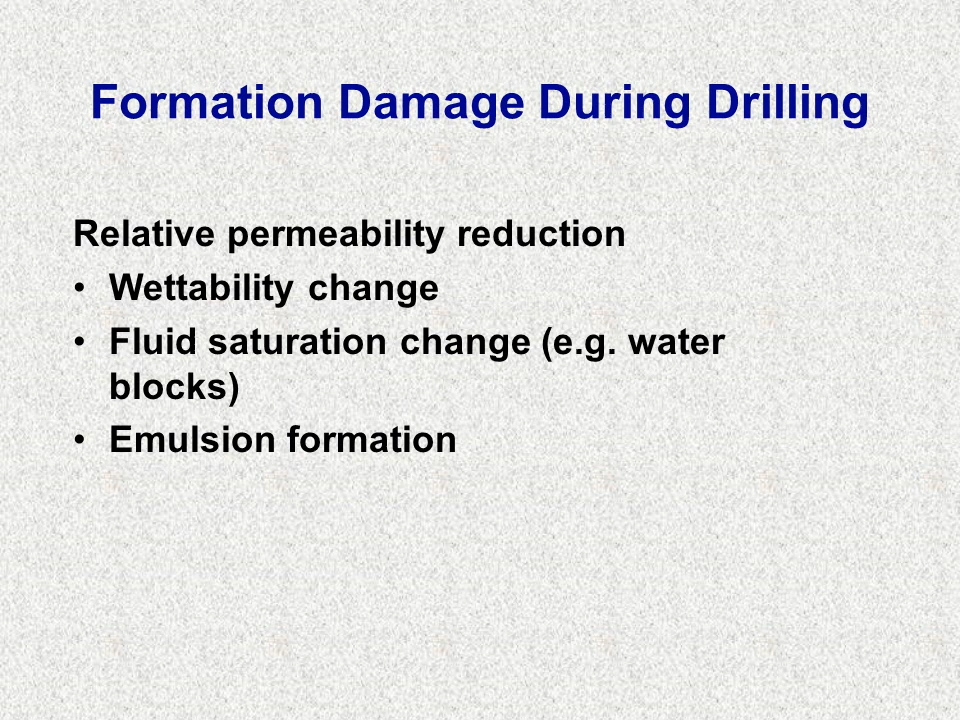 Formation Damage During Drilling
Relative permeability reduction
• Wettability change
• Fluid saturation change (e.g. water
blocks)
• Emulsion formation